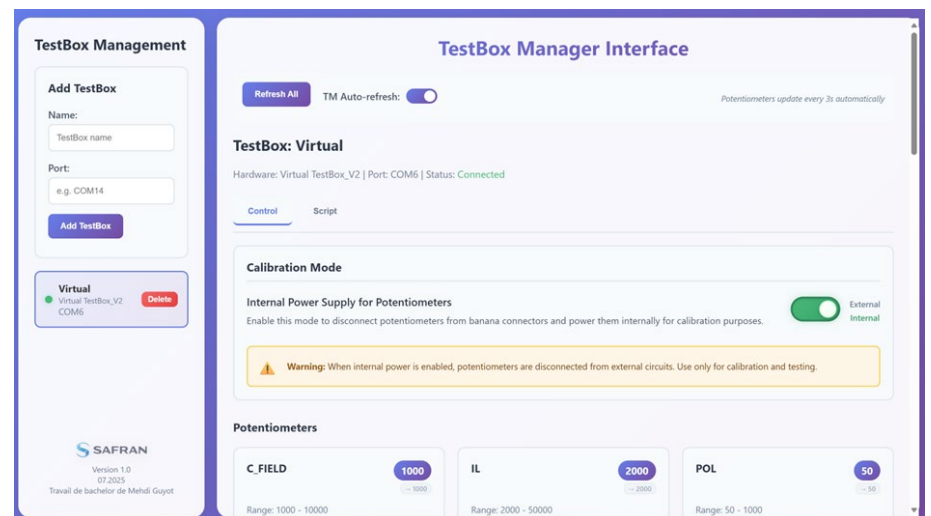 TestBox Management
Add TestBox
Name:
TestBox name
Port:
e.g. COM14
Add TestBox
Virtual
Virtual TestBox_V2
COM6
Delete
SAFRAN
Version 1.0
07.2025
Travail de bachelor de Mehdi Guyot
TestBox Manager Interface
Refresh All
TM Auto-refresh:
Potentiometers update every 3s automatically
TestBox: Virtual
Hardware: Virtual TestBox_V2 | Port: COM6 | Status: Connected
Control
Script
Calibration Mode
Internal Power Supply for Potentiometers
Enable this mode to disconnect potentiometers from banana connectors and power them internally for calibration purposes.
External
Internal
Warning: When internal power is enabled, potentiometers are disconnected from external circuits. Use only for calibration and testing.
Potentiometers
C_FIELD
1000
→ 1000
Range: 1000 - 10000
IL
2000
→ 2000
Range: 2000 - 50000
POL
50
→ 50
Range: 50 - 1000